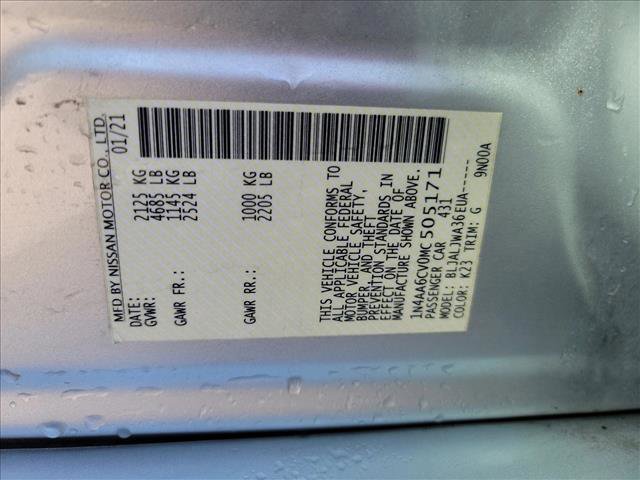 MFD BY NISSAN MOTOR CO., LTD.
DATE: 01/21
GVWR: 2125 KG
4685 LB
GAWR FR.: 1145 KG
2524 LB
GAWR RR.: 1000 KG
2205 LB
THIS VEHICLE CONFORMS TO
ALL APPLICABLE FEDERAL
MOTOR VEHICLE SAFETY,
BUMPER, AND THEFT
PREVENTION STANDARDS IN
EFFECT ON THE DATE OF
MANUFACTURE SHOWN ABOVE.
1N4AA6CV0MC505171
PASSENGER CAR 431
MODEL: BLJALJWA36EUA------
COLOR: K23 TRIM: G 9N00A